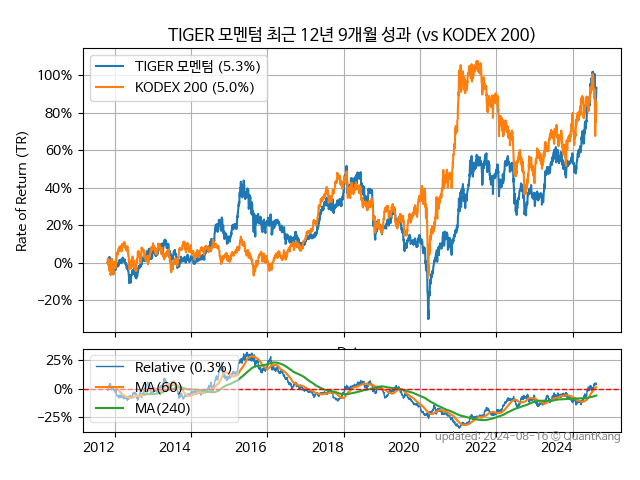 TIGER 모멘텀 최근 12년 9개월 성과 (vs KODEX 200)
TIGER 모멘텀 (5.3%)
KODEX 200 (5.0%)
Rate of Return (TR)
100%
80%
60%
40%
20%
0%
−20%
Relative (0.3%)
MA(60)
MA(240)
25%
0%
−25%
2012 2014 2016 2018 2020 2022 2024
updated: 2024-08-16 © QuantKang